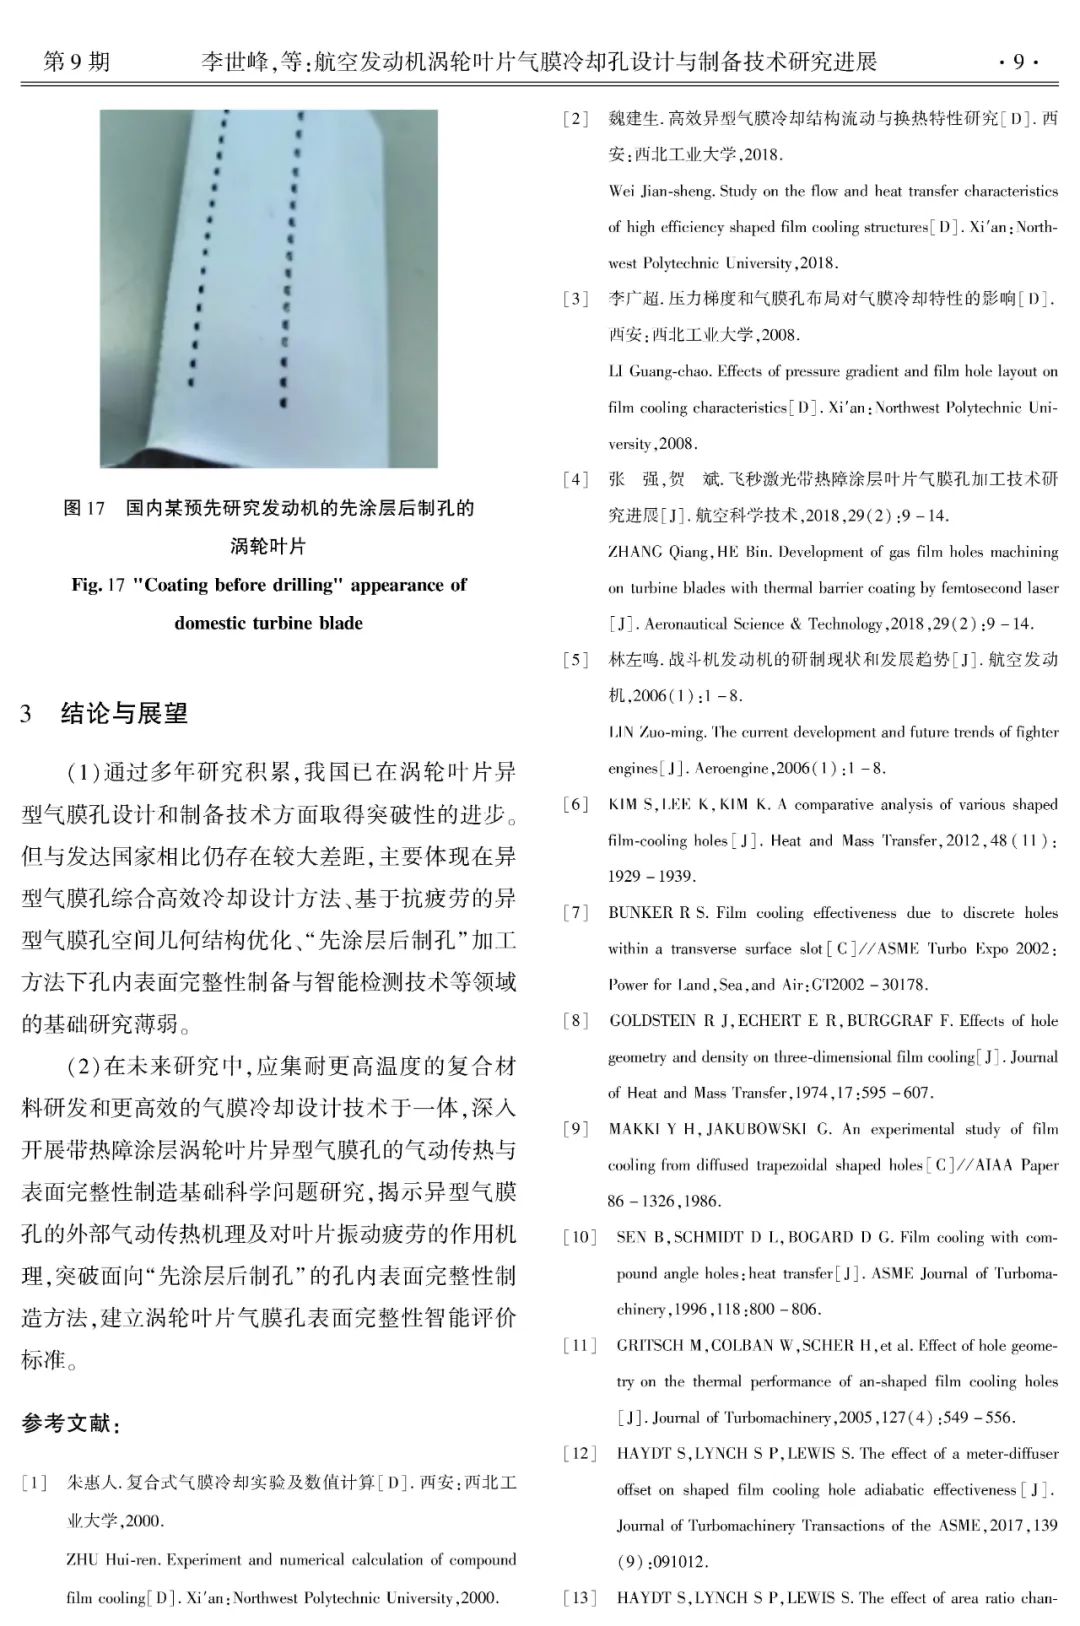 第9期
李世峰,等:航空发动机涡轮叶片气膜冷却孔设计与制备技术研究进展
·9·
图17 国内某预先研究发动机的先涂层后制孔的
涡轮叶片
Fig. 17 "Coating before drilling" appearance of
domestic turbine blade
3 结论与展望
(1)通过多年研究积累,我国已在涡轮叶片异
型气膜孔设计和制备技术方面取得突破性的进步。
但与发达国家相比仍存在较大差距,主要体现在异
型气膜孔综合高效冷却设计方法、基于抗疲劳的异
型气膜孔空间几何结构优化、“先涂层后制孔”加工
方法下孔内表面完整性制备与智能检测技术等领域
的基础研究薄弱。
(2)在未来研究中,应集耐更高温度的复合材
料研发和更高效的气膜冷却设计技术于一体,深入
开展带热障涂层涡轮叶片异型气膜孔的气动传热与
表面完整性制造基础科学问题研究,揭示异型气膜
孔的外部气动传热机理及对叶片振动疲劳的作用机
理,突破面向“先涂层后制孔”的孔内表面完整性制
造方法,建立涡轮叶片气膜孔表面完整性智能评价
标准。
参考文献:
[1] 朱惠人.复合式气膜冷却实验及数值计算[D].西安:西北工
业大学,2000.
ZHU Hui-ren. Experiment and numerical calculation of compound
film cooling[D]. Xi'an:Northwest Polytechnic University,2000.
[2] 魏建生.高效异型气膜冷却结构流动与换热特性研究[D].西
安:西北工业大学,2018.
Wei Jian-sheng. Study on the flow and heat transfer characteristics
of high efficiency shaped film cooling structures[D]. Xi'an:North-
west Polytechnic University,2018.
[3] 李广超.压力梯度和气膜孔布局对气膜冷却特性的影响[D].
西安:西北工业大学,2008.
LI Guang-chao. Effects of pressure gradient and film hole layout on
film cooling characteristics[D]. Xi'an:Northwest Polytechnic Uni-
versity,2008.
[4] 张 强,贺 斌.飞秒激光带热障涂层叶片气膜孔加工技术研
究进展[J].航空科学技术,2018,29(2):9-14.
ZHANG Qiang,HE Bin. Development of gas film holes machining
on turbine blades with thermal barrier coating by femtosecond laser
[J]. Aeronautical Science & Technology,2018,29(2):9-14.
[5] 林左鸣.战斗机发动机的研制现状和发展趋势[J].航空发动
机,2006(1):1-8.
LIN Zuo-ming. The current development and future trends of fighter
engines[J]. Aeroengine,2006(1):1-8.
[6] KIM S,LEE K,KIM K. A comparative analysis of various shaped
film-cooling holes[J]. Heat and Mass Transfer,2012,48(11):
1929-1939.
[7] BUNKER R S. Film cooling effectiveness due to discrete holes
within a transverse surface slot[C]//ASME Turbo Expo 2002:
Power for Land,Sea,and Air:GT2002-30178.
[8] GOLDSTEIN R J,ECHERT E R,BURGGRAF F. Effects of hole
geometry and density on three-dimensional film cooling[J]. Journal
of Heat and Mass Transfer,1974,17:595-607.
[9] MAKKI Y H,JAKUBOWSKI G. An experimental study of film
cooling from diffused trapezoidal shaped holes[C]//AIAA Paper
86-1326,1986.
[10] SEN B,SCHMIDT D L,BOGARD D G. Film cooling with com-
pound angle holes:heat transfer[J]. ASME Journal of Turboma-
chinery,1996,118:800-806.
[11] GRITSCH M,COLBAN W,SCHER H,et al. Effect of hole geome-
try on the thermal performance of an-shaped film cooling holes
[J]. Journal of Turbomachinery,2005,127(4):549-556.
[12] HAYDT S,LYNCH S P,LEWIS S. The effect of a meter-diffuser
offset on shaped film cooling hole adiabatic effectiveness[J].
Journal of Turbomachinery Transactions of the ASME,2017,139
(9):091012.
[13] HAYDT S,LYNCH S P,LEWIS S. The effect of area ratio chan-